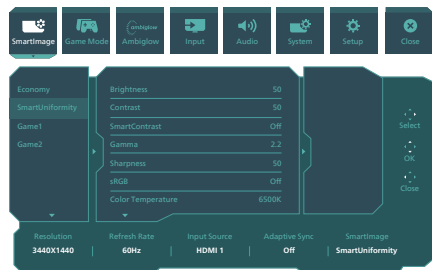 SmartImage
Game Mode
ambiglow
Ambiglow
Input
Audio
System
Setup
Close
Economy
SmartUniformity
Game1
Game2
Brightness 50
Contrast 50
SmartContrast Off
Gamma 2.2
Sharpness 50
sRGB Off
Color Temperature 6500K
Select
OK
Close
Resolution Refresh Rate Input Source Adaptive Sync SmartImage
3440X1440 | 60Hz | HDMI 1 | Off | SmartUniformity